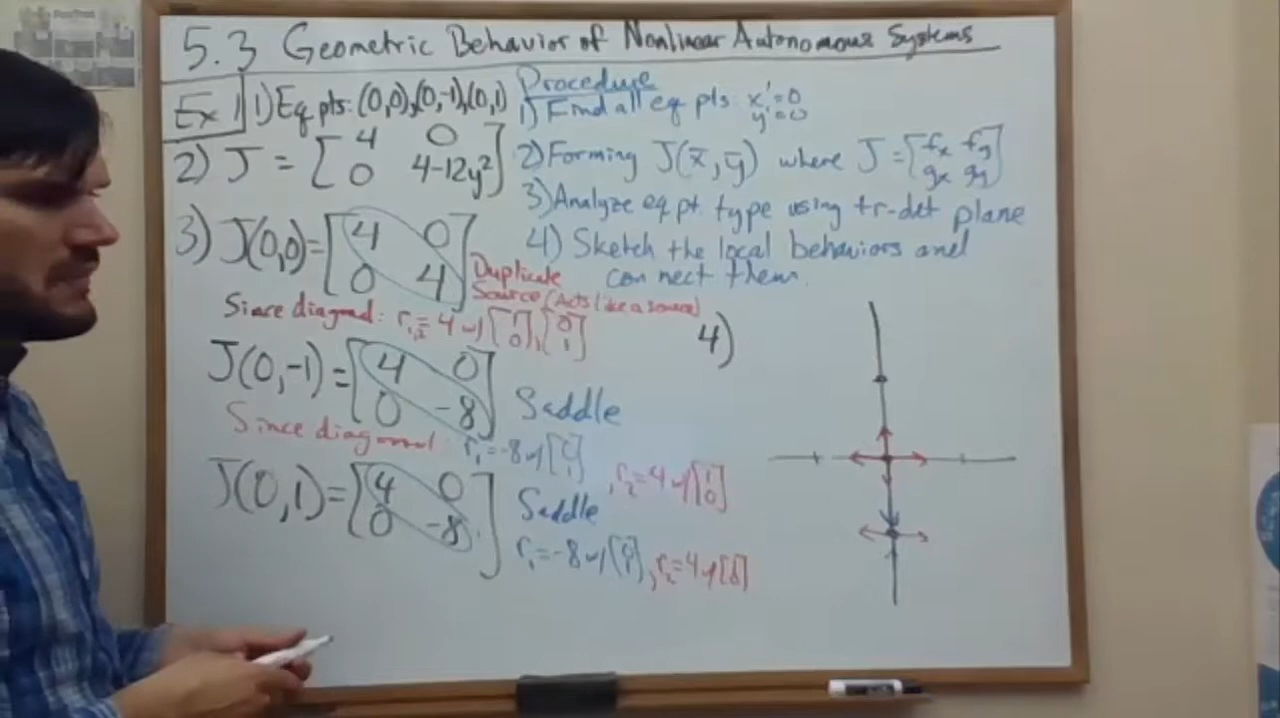 5.3 Geometric Behavior of Nonlinear Autonomous Systems
Ex 1 1) Eq pts: (0,0),(0,-1),(0,1)
2) J = [4 0
0 4-12y²]
3) J(0,0)= [4 0
0 4]
Duplicate
Source (Acts like a source)
Since diagonal: r₁,₂= 4 w/ [1 0], [0 1]
J(0,-1) = [4 0
0 -8]
Saddle
Since diagonal r₁=-8 w/ [0 1]
, r₂=4 w/ [1 0]
J(0,1)= [4 0
0 -8]
Saddle
r₁=-8 w/ [0 1], r₂=4 w/ [1 0]
Procedure
1) Find all eq pts: x'=0
y'=0
2) Forming J(x̄,ȳ) where J = [fx fy
gx gy]
3) Analyze eq pt. type using tr-det plane
4) Sketch the local behaviors and
connect them.
4)